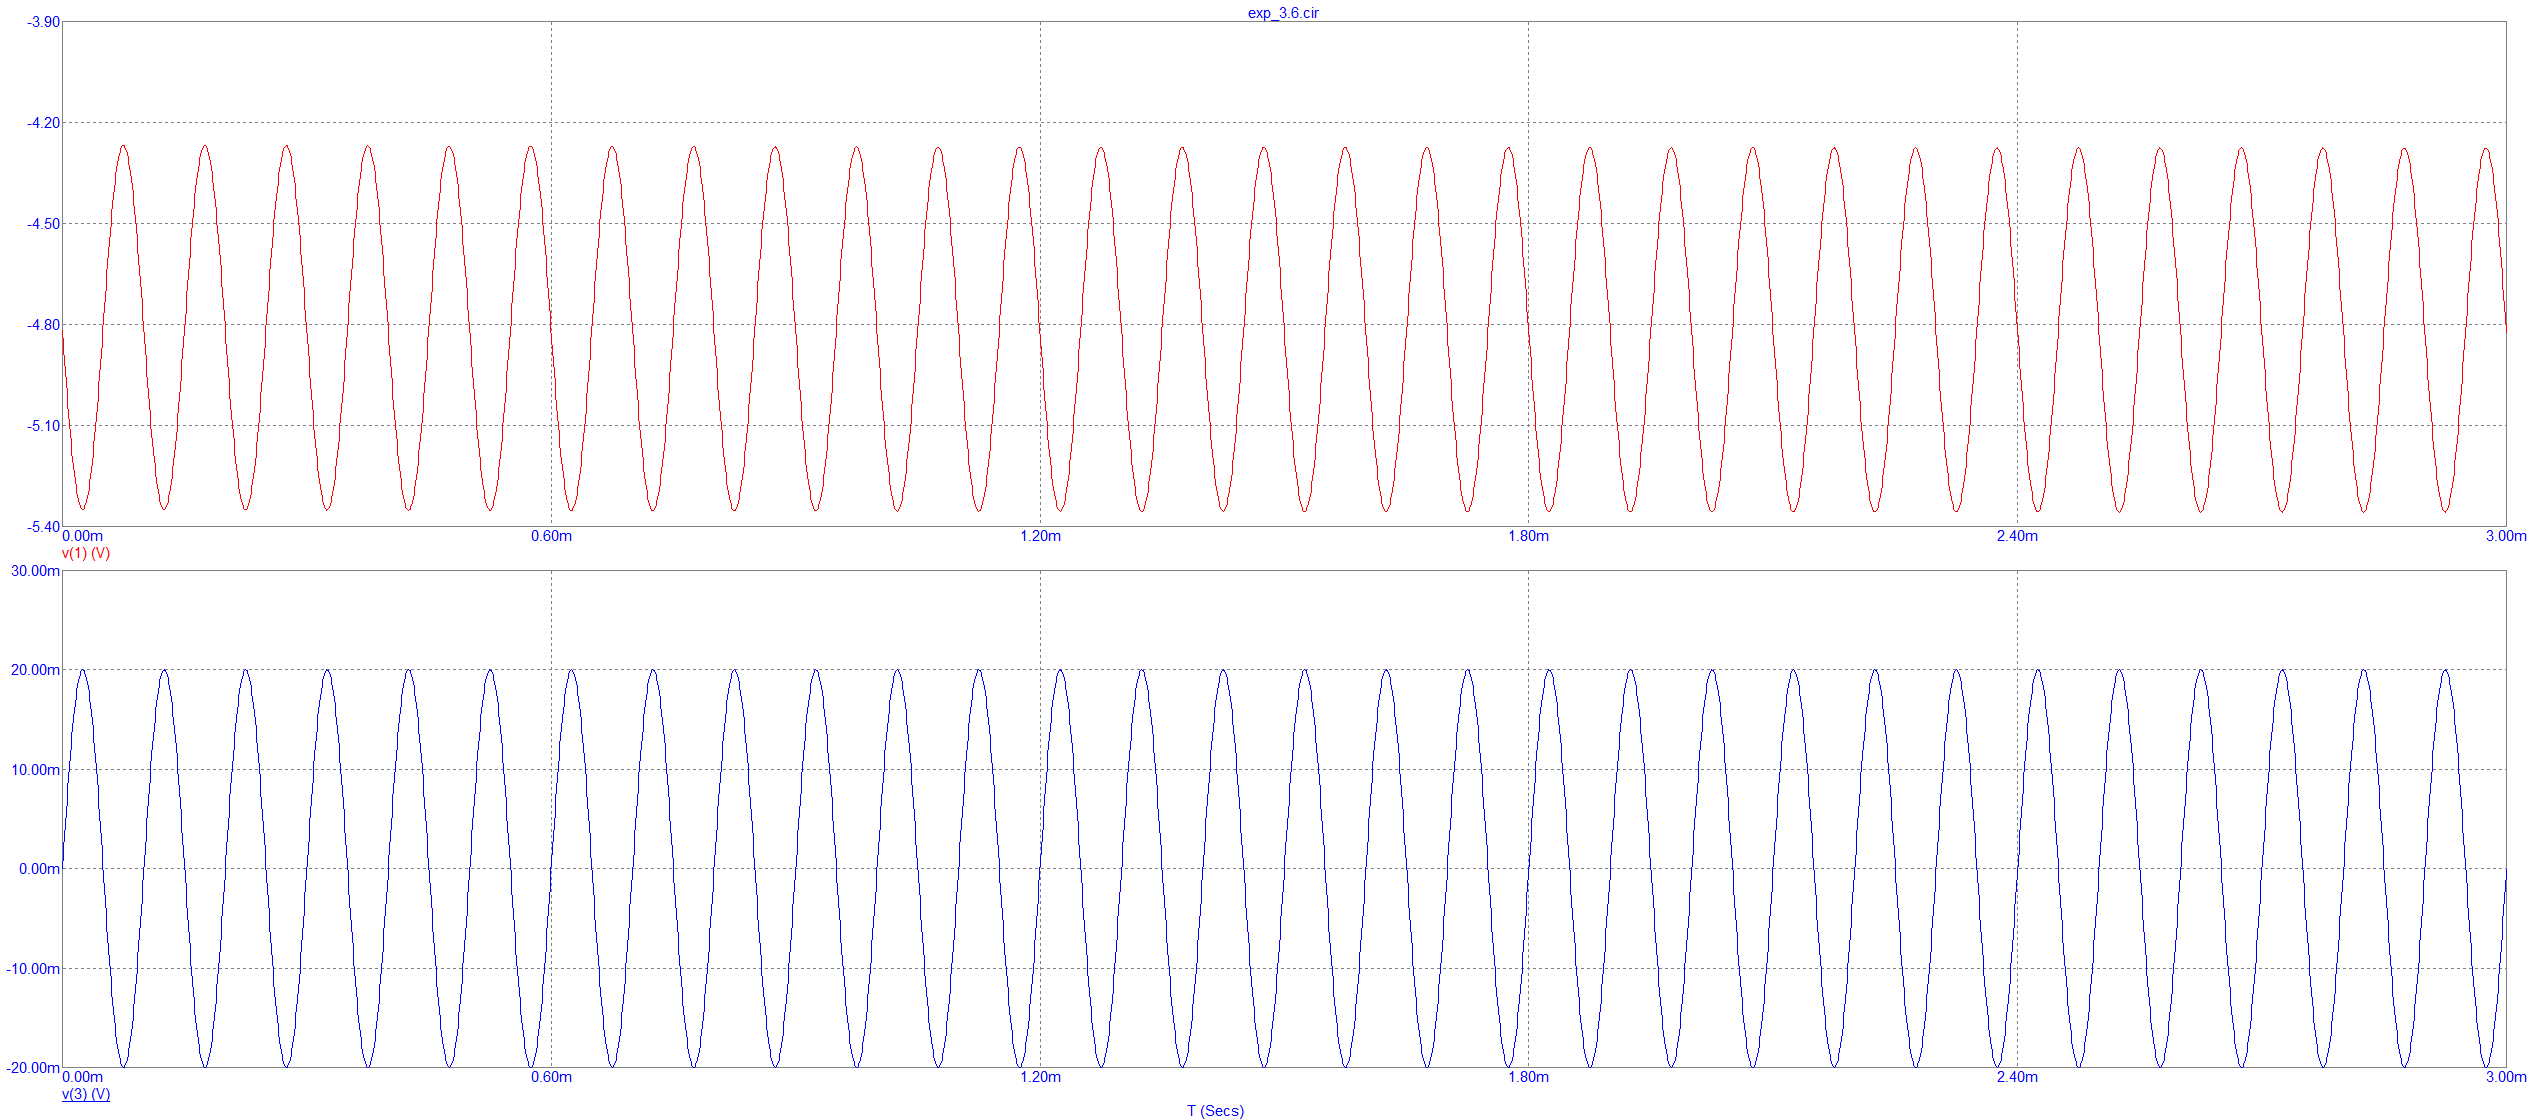 exp_3.6.cir
-3.90
-4.20
-4.50
-4.80
-5.10
-5.40
0.00m 0.60m 1.20m 1.80m 2.40m 3.00m
v(1) (V)
30.00m
20.00m
10.00m
0.00m
-10.00m
-20.00m
0.00m 0.60m 1.20m 1.80m 2.40m 3.00m
v(3) (V)
T (Secs)